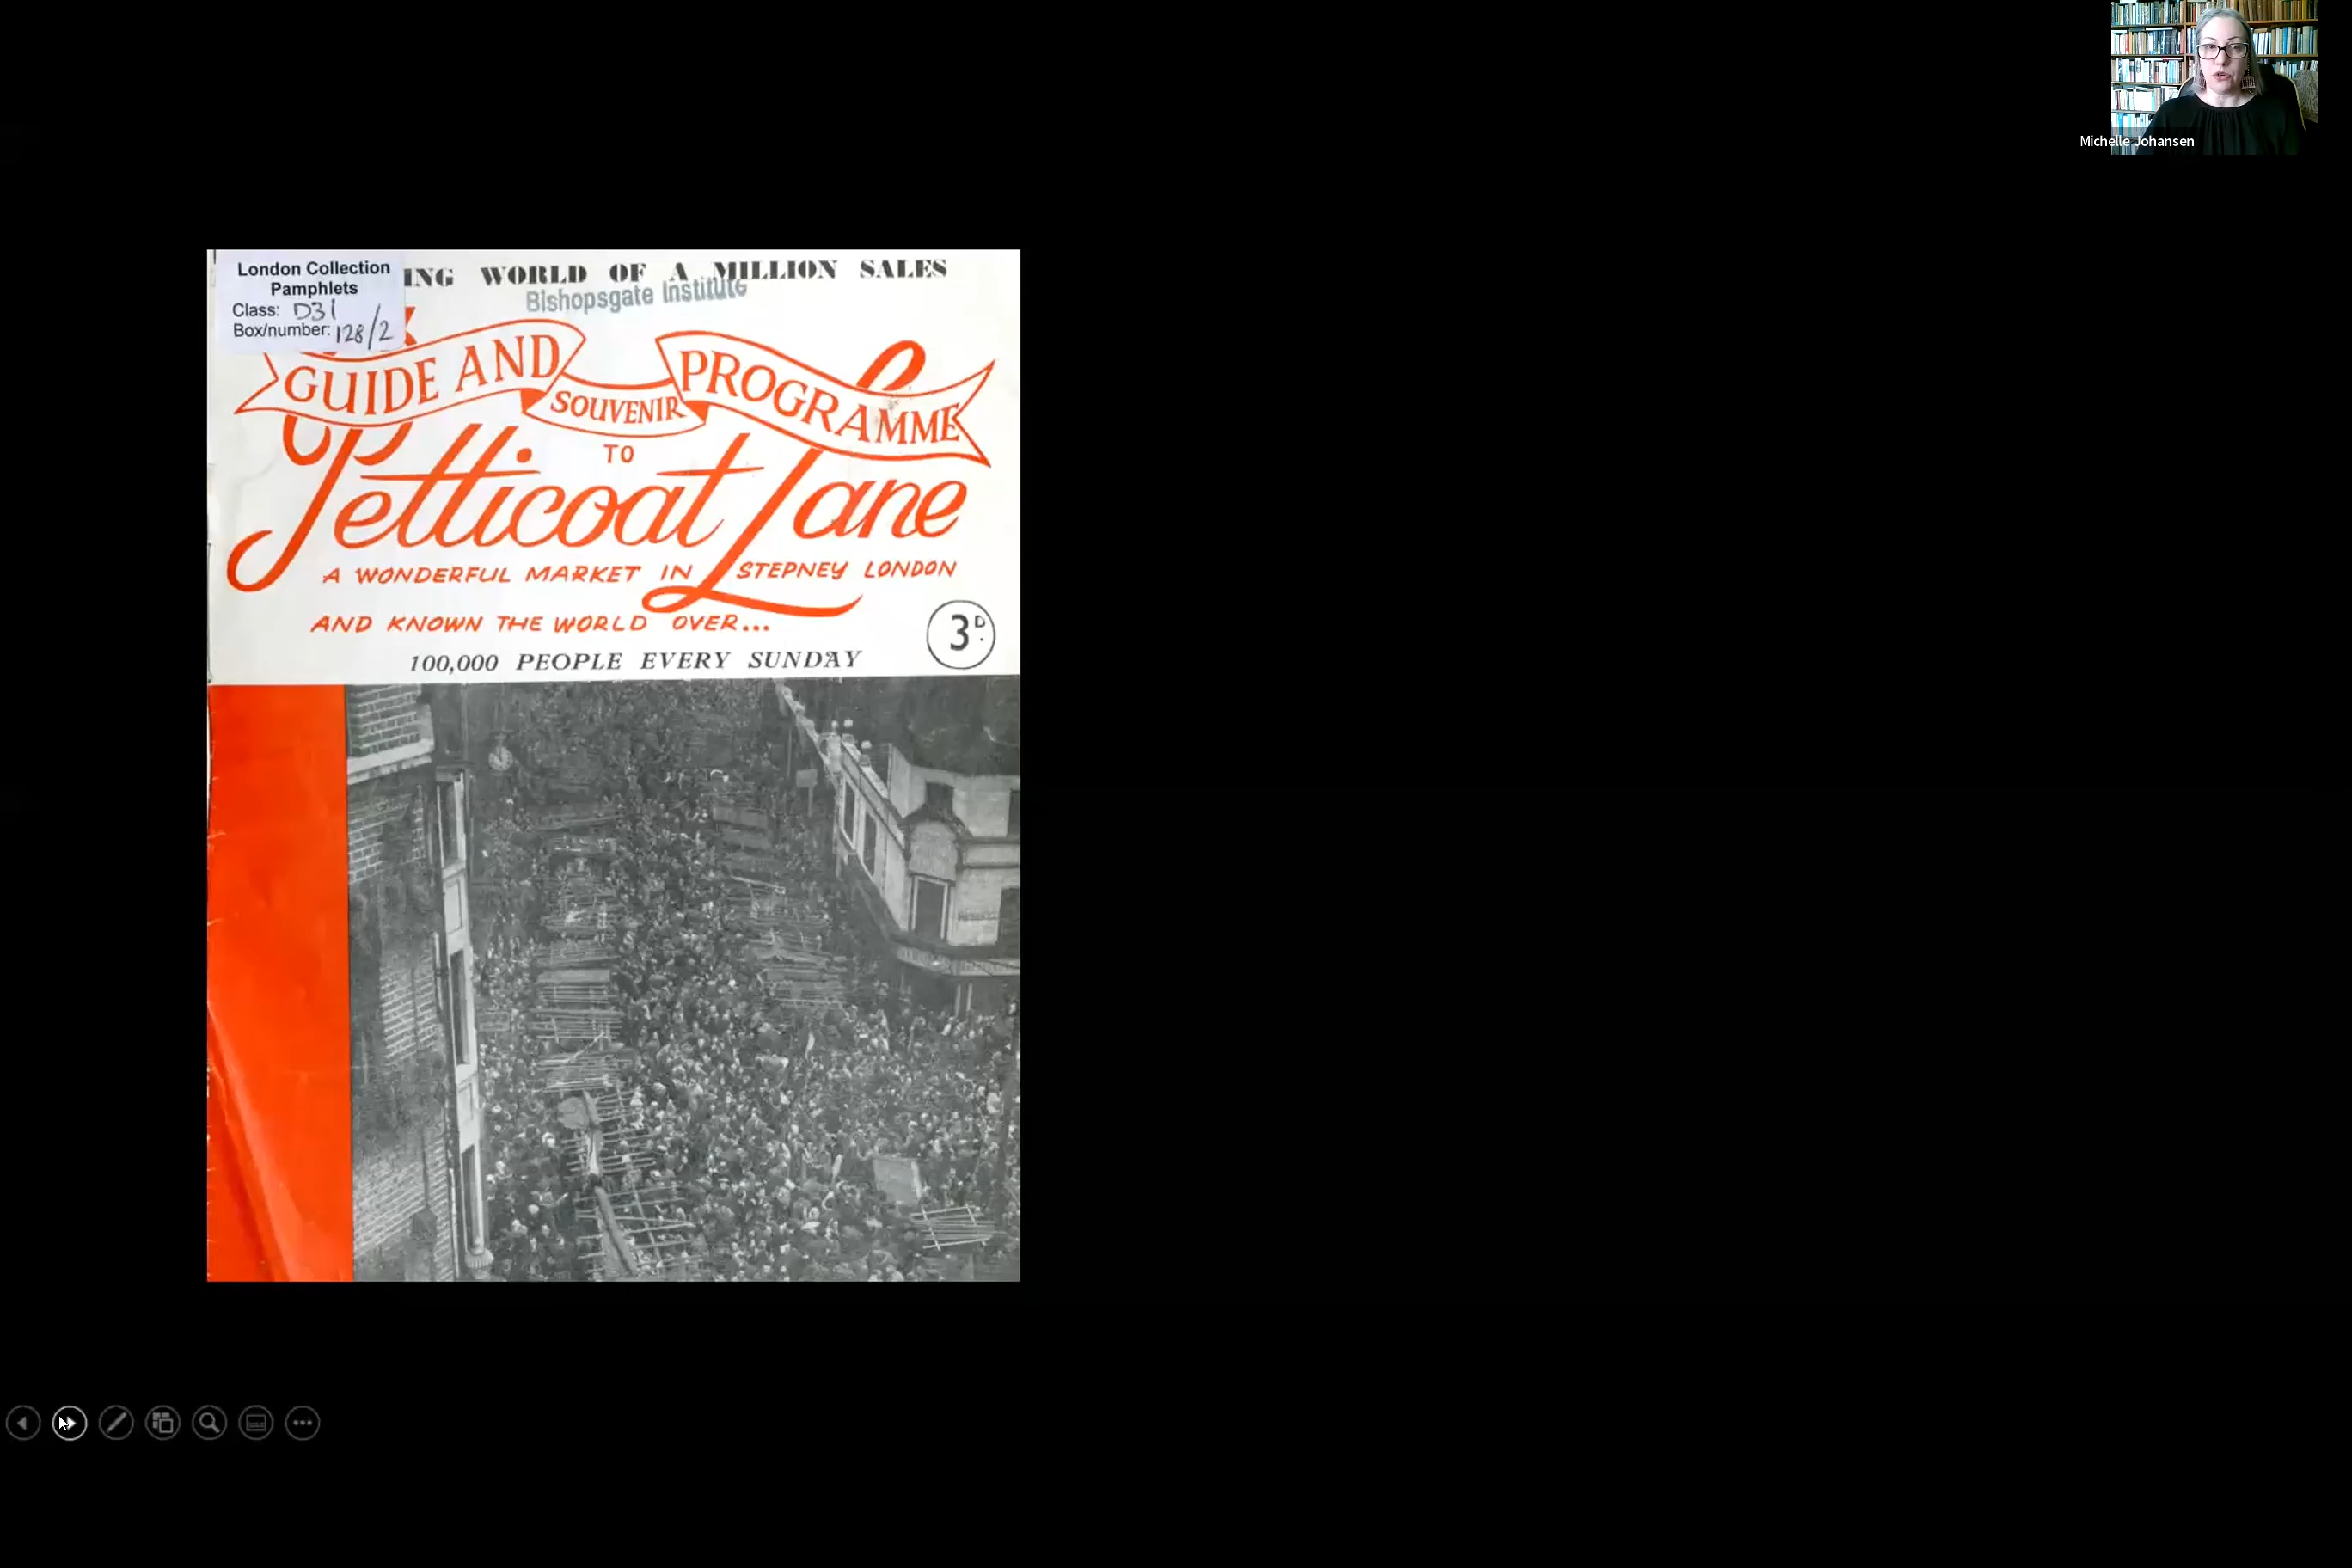 Michelle Johansen
London Collection
Pamphlets
Class: D31
Box/number: 128/2
ING WORLD OF A MILLION SALES
Bishopsgate Institute
GUIDE AND SOUVENIR PROGRAMME
TO
Petticoat Lane
A WONDERFUL MARKET IN STEPNEY LONDON
AND KNOWN THE WORLD OVER...
3D.
100,000 PEOPLE EVERY SUNDAY